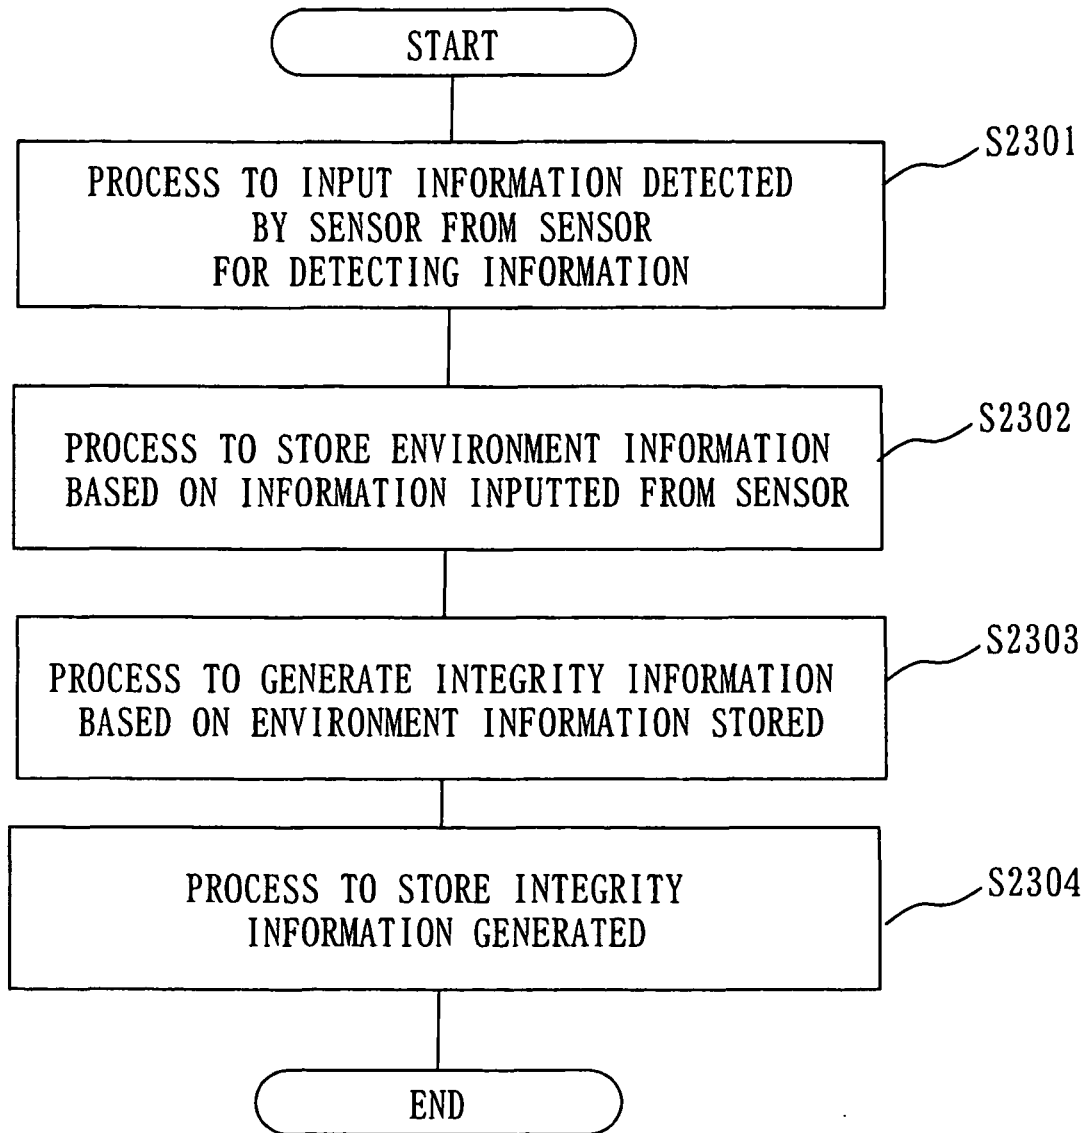 START
S2301
PROCESS TO INPUT INFORMATION DETECTED
BY SENSOR FROM SENSOR
FOR DETECTING INFORMATION
S2302
PROCESS TO STORE ENVIRONMENT INFORMATION
BASED ON INFORMATION INPUTTED FROM SENSOR
S2303
PROCESS TO GENERATE INTEGRITY INFORMATION
BASED ON ENVIRONMENT INFORMATION STORED
S2304
PROCESS TO STORE INTEGRITY
INFORMATION GENERATED
END